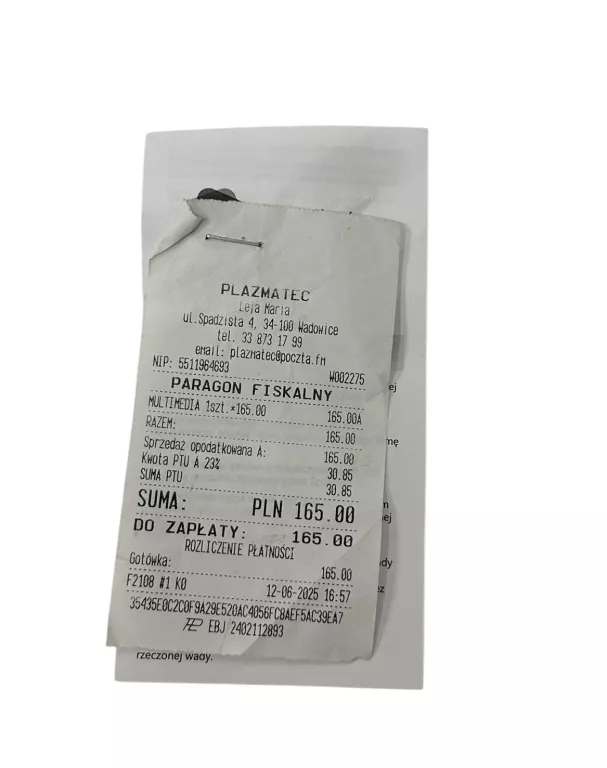 PLAZMATEC
Leja Maria
ul.Spadzista 4, 34-100 Wadowice
tel. 33 873 17 99
email: plazmatec@poczta.fm
NIP: 5511964693 W002275
PARAGON FISKALNY
MULTIMEDIA 1szt.*165.00 165.00A
RAZEM: 165.00
Sprzedaż opodatkowana A: 165.00
Kwota PTU A 23% 30.85
SUMA PTU 30.85
SUMA: PLN 165.00
DO ZAPŁATY: 165.00
ROZLICZENIE PŁATNOŚCI
Gotówka: 165.00
F2108 #1 K0 12-06-2025 16:57
35435E0C2C0F9A29E520AC4056FC8AEF5AC39EA7
EBJ 2402112893
rzeczonej wady.